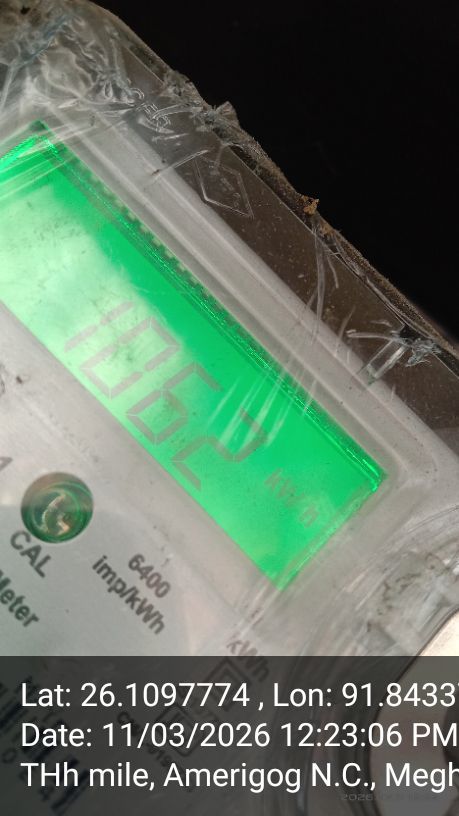 1062
kWh
CAL
6400
imp/kWh
Meter
kWh
Lat: 26.1097774 , Lon: 91.8433
Date: 11/03/2026 12:23:06 PM
THh mile, Amerigog N.C., Megh